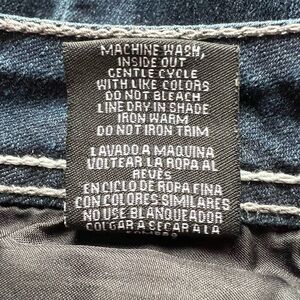 MACHINE WASH,
INSIDE OUT
GENTLE CYCLE
WITH LIKE COLORS
DO NOT BLEACH
LINE DRY IN SHADE
IRON WARM
DO NOT IRON TRIM
LAVADO A MAQUINA
VOLTEAR LA ROPA AL
REVÈS
EN CICLO DE ROPA FINA
CON COLORES SIMILARES
NO USE BLANQUEADOR
COLGAR A SECAR A LA